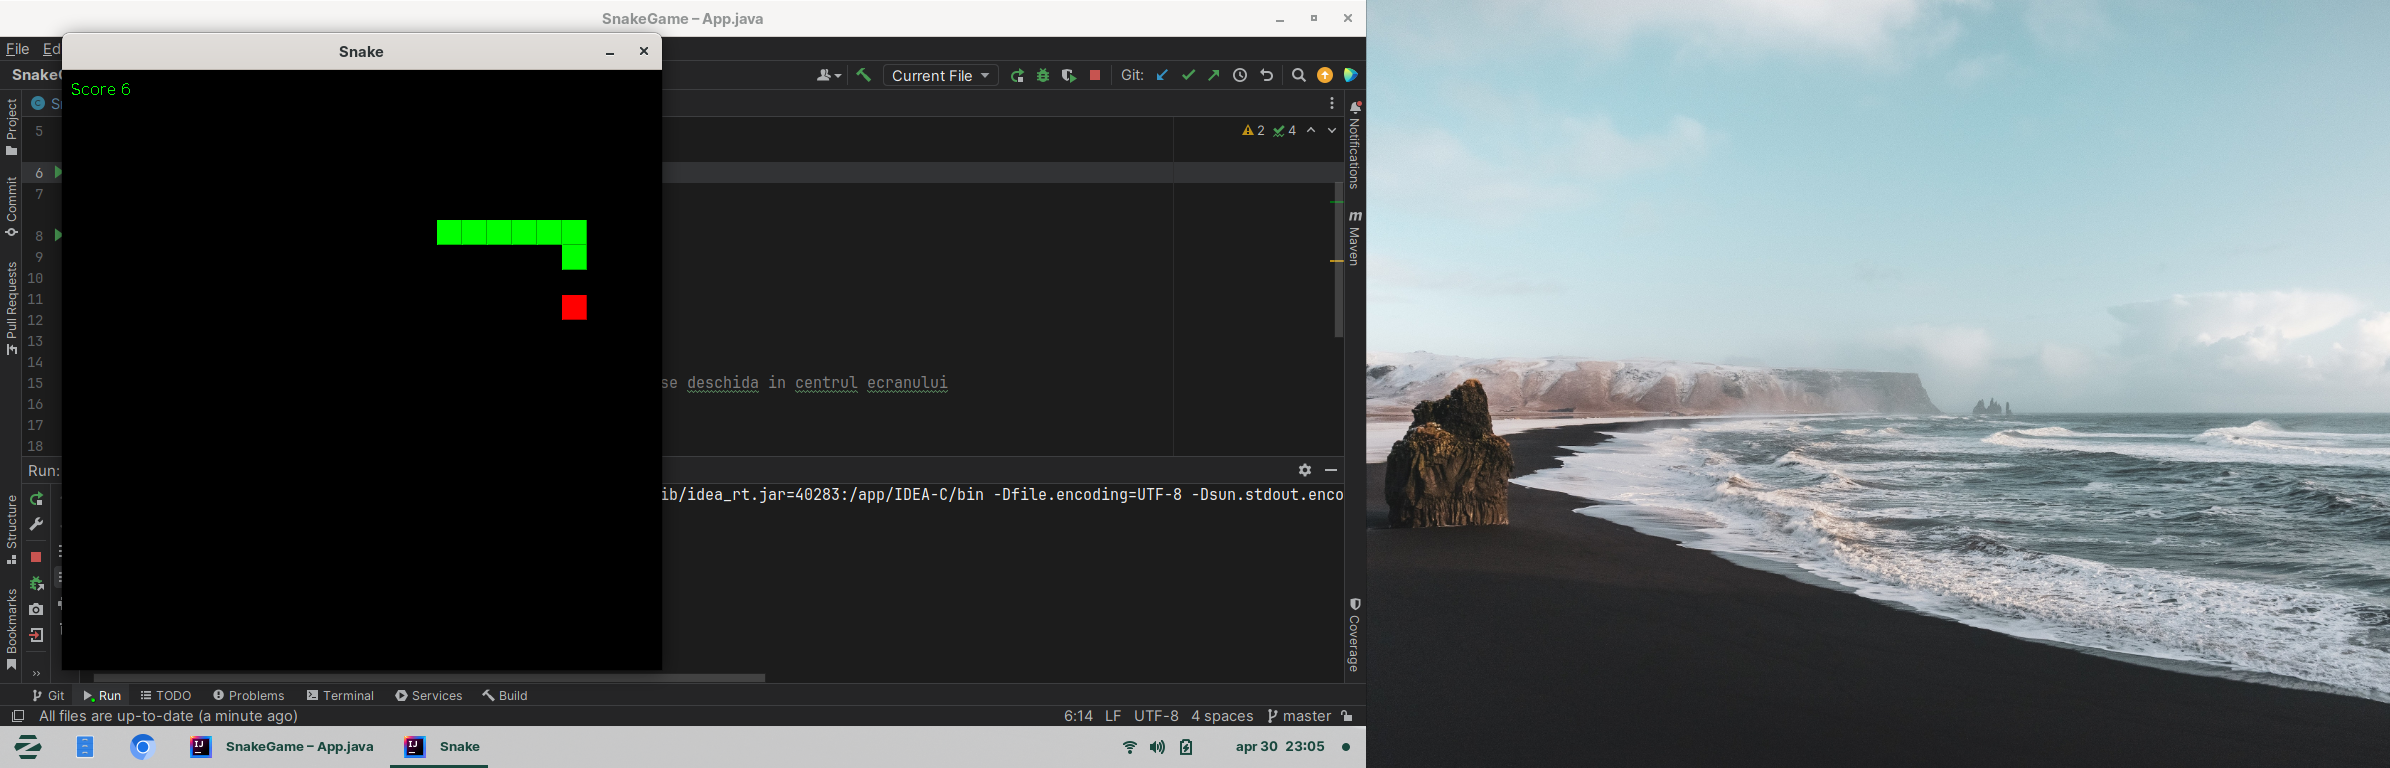 SnakeGame – App.java
File
Snake
Current File
Git:
Score 6
Project
Commit
Pull Requests
Structure
Bookmarks
5
6
7
8
9
10
11
12
13
14
15
16
17
18
2
4
se deschida in centrul ecranului
Notifications
Maven
Coverage
Run:
ib/idea_rt.jar=40283:/app/IDEA-C/bin -Dfile.encoding=UTF-8 -Dsun.stdout.enco
Git
Run
TODO
Problems
Terminal
Services
Build
All files are up-to-date (a minute ago)
6:14
LF
UTF-8
4 spaces
master
SnakeGame – App.java
Snake
apr 30 23:05